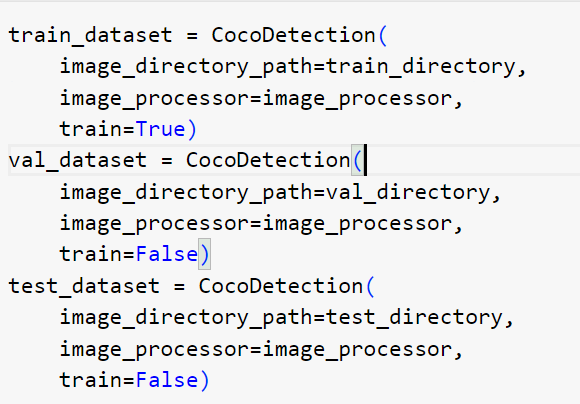 train_dataset = CocoDetection(
    image_directory_path=train_directory,
    image_processor=image_processor,
    train=True)
val_dataset = CocoDetection(
    image_directory_path=val_directory,
    image_processor=image_processor,
    train=False)
test_dataset = CocoDetection(
    image_directory_path=test_directory,
    image_processor=image_processor,
    train=False)